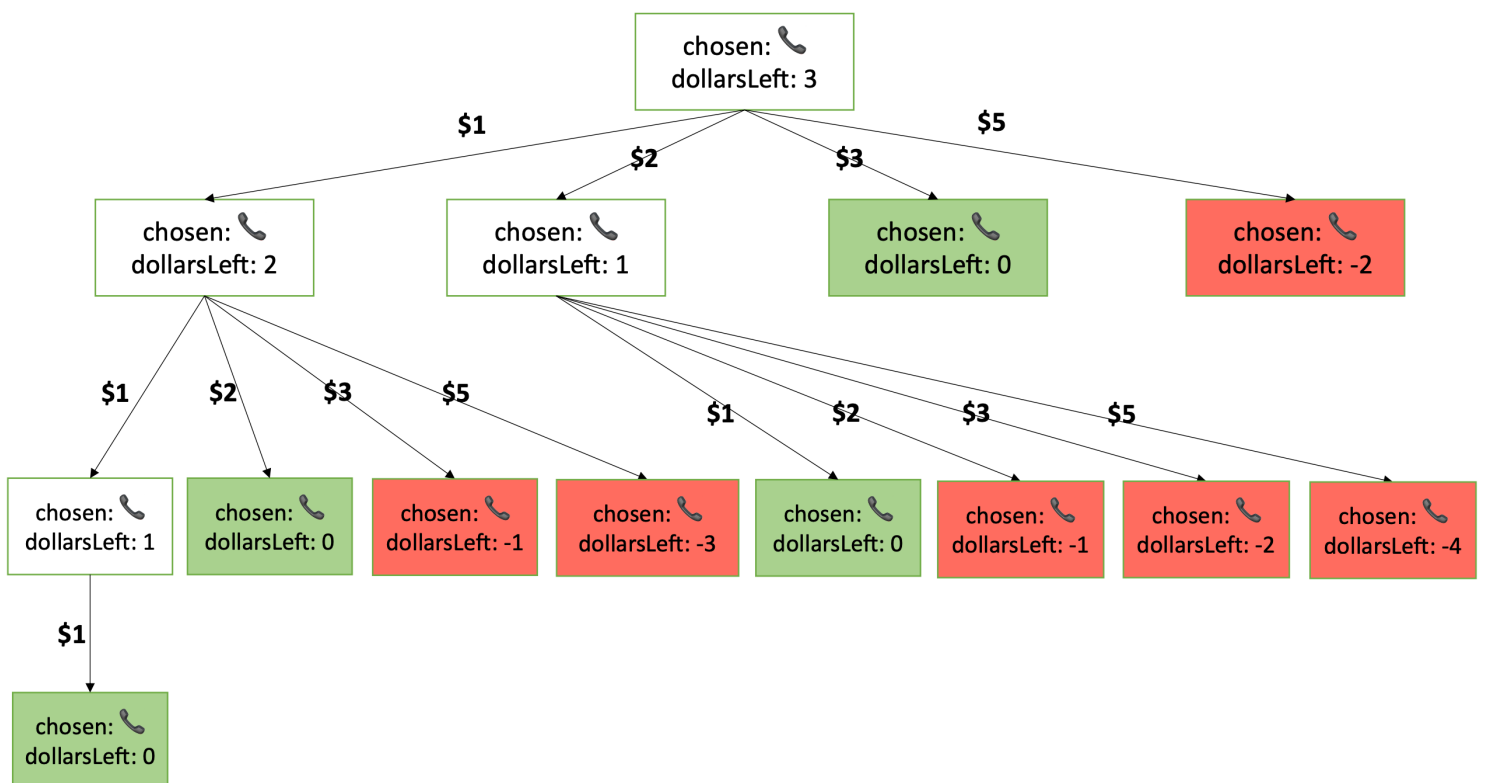 chosen: 📞
dollarsLeft: 3
$1
$2
$3
$5
chosen: 📞
dollarsLeft: 2
chosen: 📞
dollarsLeft: 1
chosen: 📞
dollarsLeft: 0
chosen: 📞
dollarsLeft: -2
$1
$2
$3
$5
$1
$2
$3
$5
chosen: 📞
dollarsLeft: 1
chosen: 📞
dollarsLeft: 0
chosen: 📞
dollarsLeft: -1
chosen: 📞
dollarsLeft: -3
chosen: 📞
dollarsLeft: 0
chosen: 📞
dollarsLeft: -1
chosen: 📞
dollarsLeft: -2
chosen: 📞
dollarsLeft: -4
$1
chosen: 📞
dollarsLeft: 0